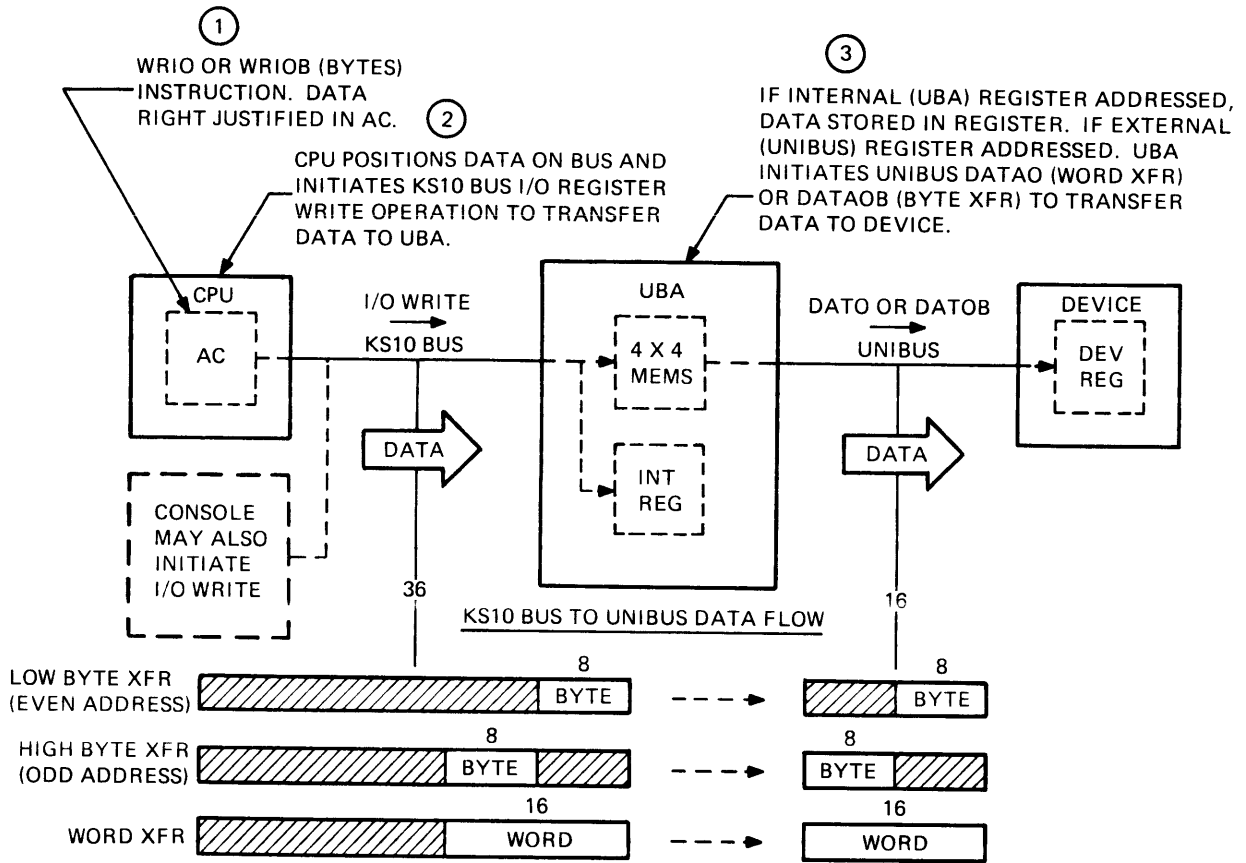 1
WRIO OR WRIOB (BYTES)
INSTRUCTION. DATA
RIGHT JUSTIFIED IN AC.
2
CPU POSITIONS DATA ON BUS AND
INITIATES KS10 BUS I/O REGISTER
WRITE OPERATION TO TRANSFER
DATA TO UBA.
3
IF INTERNAL (UBA) REGISTER ADDRESSED,
DATA STORED IN REGISTER. IF EXTERNAL
(UNIBUS) REGISTER ADDRESSED. UBA
INITIATES UNIBUS DATAO (WORD XFR)
OR DATAOB (BYTE XFR) TO TRANSFER
DATA TO DEVICE.
CPU
AC
I/O WRITE
KS10 BUS
UBA
4 X 4
MEMS
INT
REG
DATO OR DATOB
UNIBUS
DEVICE
DEV
REG
DATA
DATA
CONSOLE
MAY ALSO
INITIATE
I/O WRITE
36
16
KS10 BUS TO UNIBUS DATA FLOW
LOW BYTE XFR
(EVEN ADDRESS)
8
BYTE
8
BYTE
HIGH BYTE XFR
(ODD ADDRESS)
8
BYTE
8
BYTE
WORD XFR
16
WORD
16
WORD